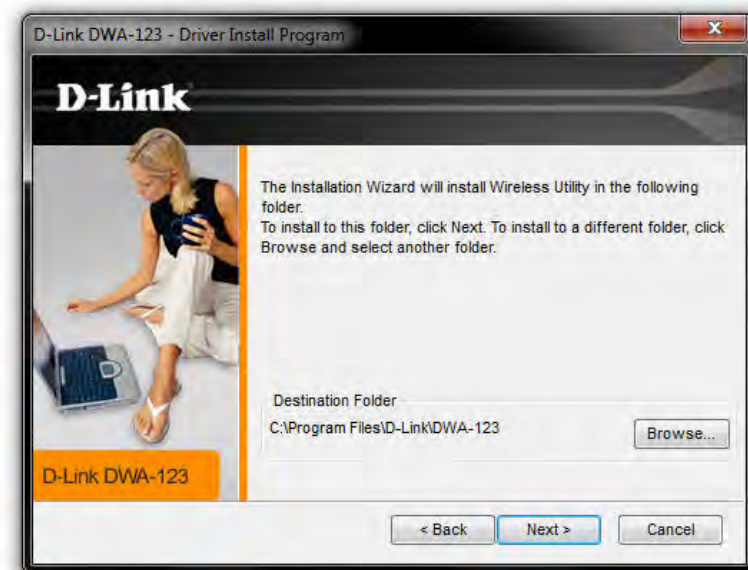 D-Link DWA-123 - Driver Install Program
D-Link
The Installation Wizard will install Wireless Utility in the following
folder.
To install to this folder, click Next. To install to a different folder, click
Browse and select another folder.
Destination Folder
C:\Program Files\D-Link\DWA-123
Browse...
D-Link DWA-123
< Back
Next >
Cancel